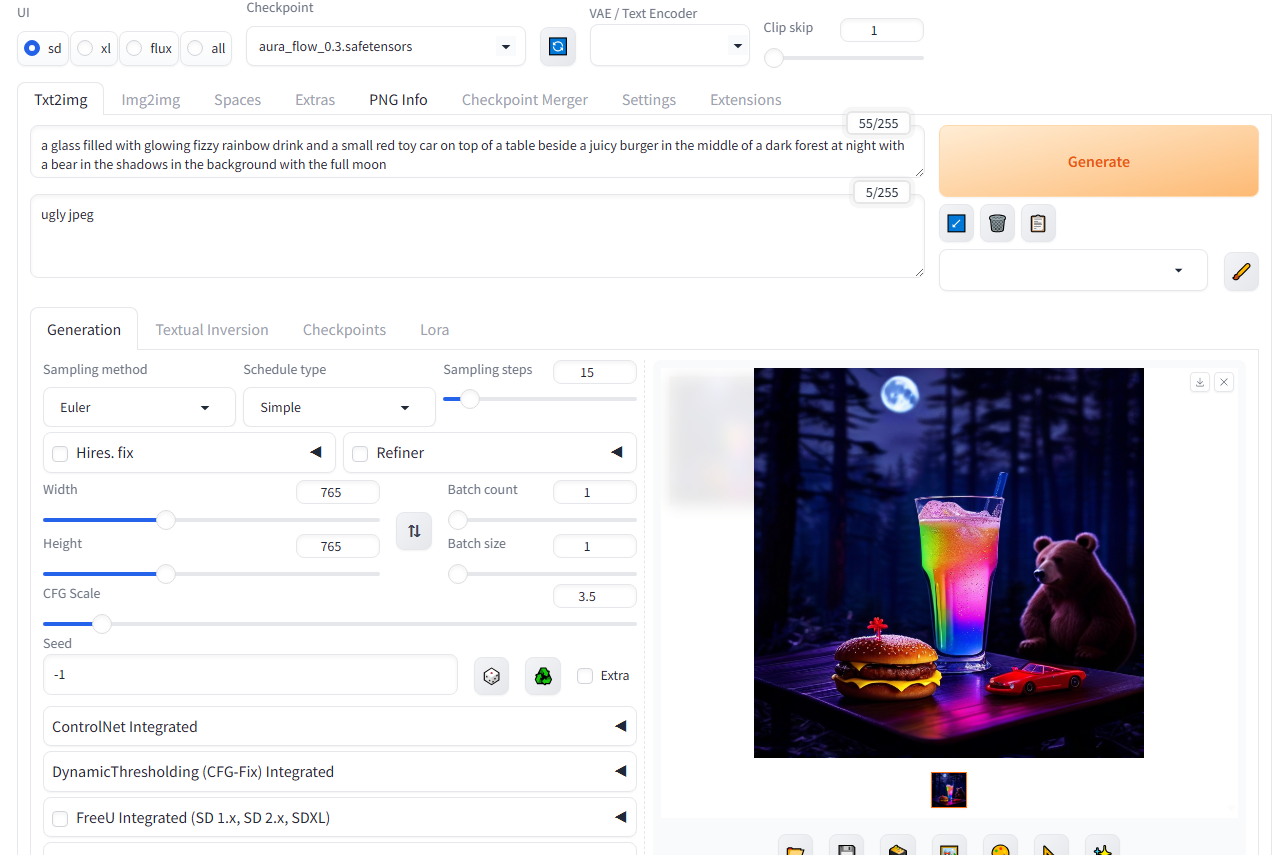 UI
Checkpoint
VAE / Text Encoder
Clip skip
1
sd
xl
flux
all
aura_flow_0.3.safetensors
Txt2img
Img2img
Spaces
Extras
PNG Info
Checkpoint Merger
Settings
Extensions
55/255
a glass filled with glowing fizzy rainbow drink and a small red toy car on top of a table beside a juicy burger in the middle of a dark forest at night with
a bear in the shadows in the background with the full moon
Generate
5/255
ugly jpeg
Generation
Textual Inversion
Checkpoints
Lora
Sampling method
Schedule type
Sampling steps
15
Euler
Simple
Hires. fix
Refiner
Width
765
Batch count
1
Height
765
Batch size
1
CFG Scale
3.5
Seed
-1
Extra
ControlNet Integrated
DynamicThresholding (CFG-Fix) Integrated
FreeU Integrated (SD 1.x, SD 2.x, SDXL)